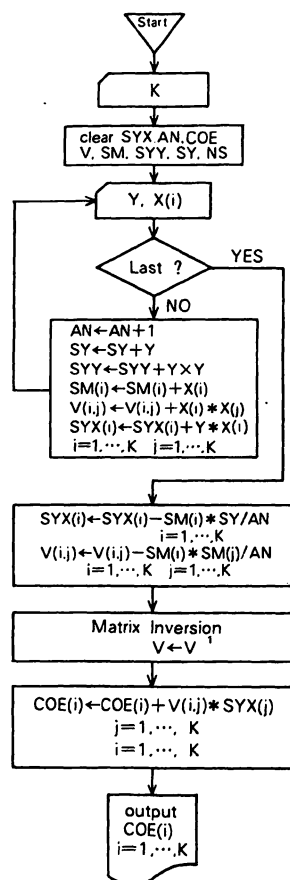 Start
K
clear SYX.AN.COE
V, SM, SYY, SY, NS
Y, X(i)
Last ?
YES
NO
AN←AN+1
SY←SY+Y
SYY←SYY+Y×Y
SM(i)←SM(i)+X(i)
V(i,j)←V(i,j)+X(i)*X(j)
SYX(i)←SYX(i)+Y*X(i)
i=1,⋯,K j=1,⋯,K
SYX(i)←SYX(i)−SM(i)*SY/AN
i=1,⋯,K
V(i,j)←V(i,j)−SM(i)*SM(j)/AN
i=1,⋯,K j=1,⋯,K
Matrix Inversion
V←V⁻¹
COE(i)←COE(i)+V(i,j)*SYX(j)
j=1,⋯, K
i=1,⋯, K
output
COE(i)
i=1,⋯,K